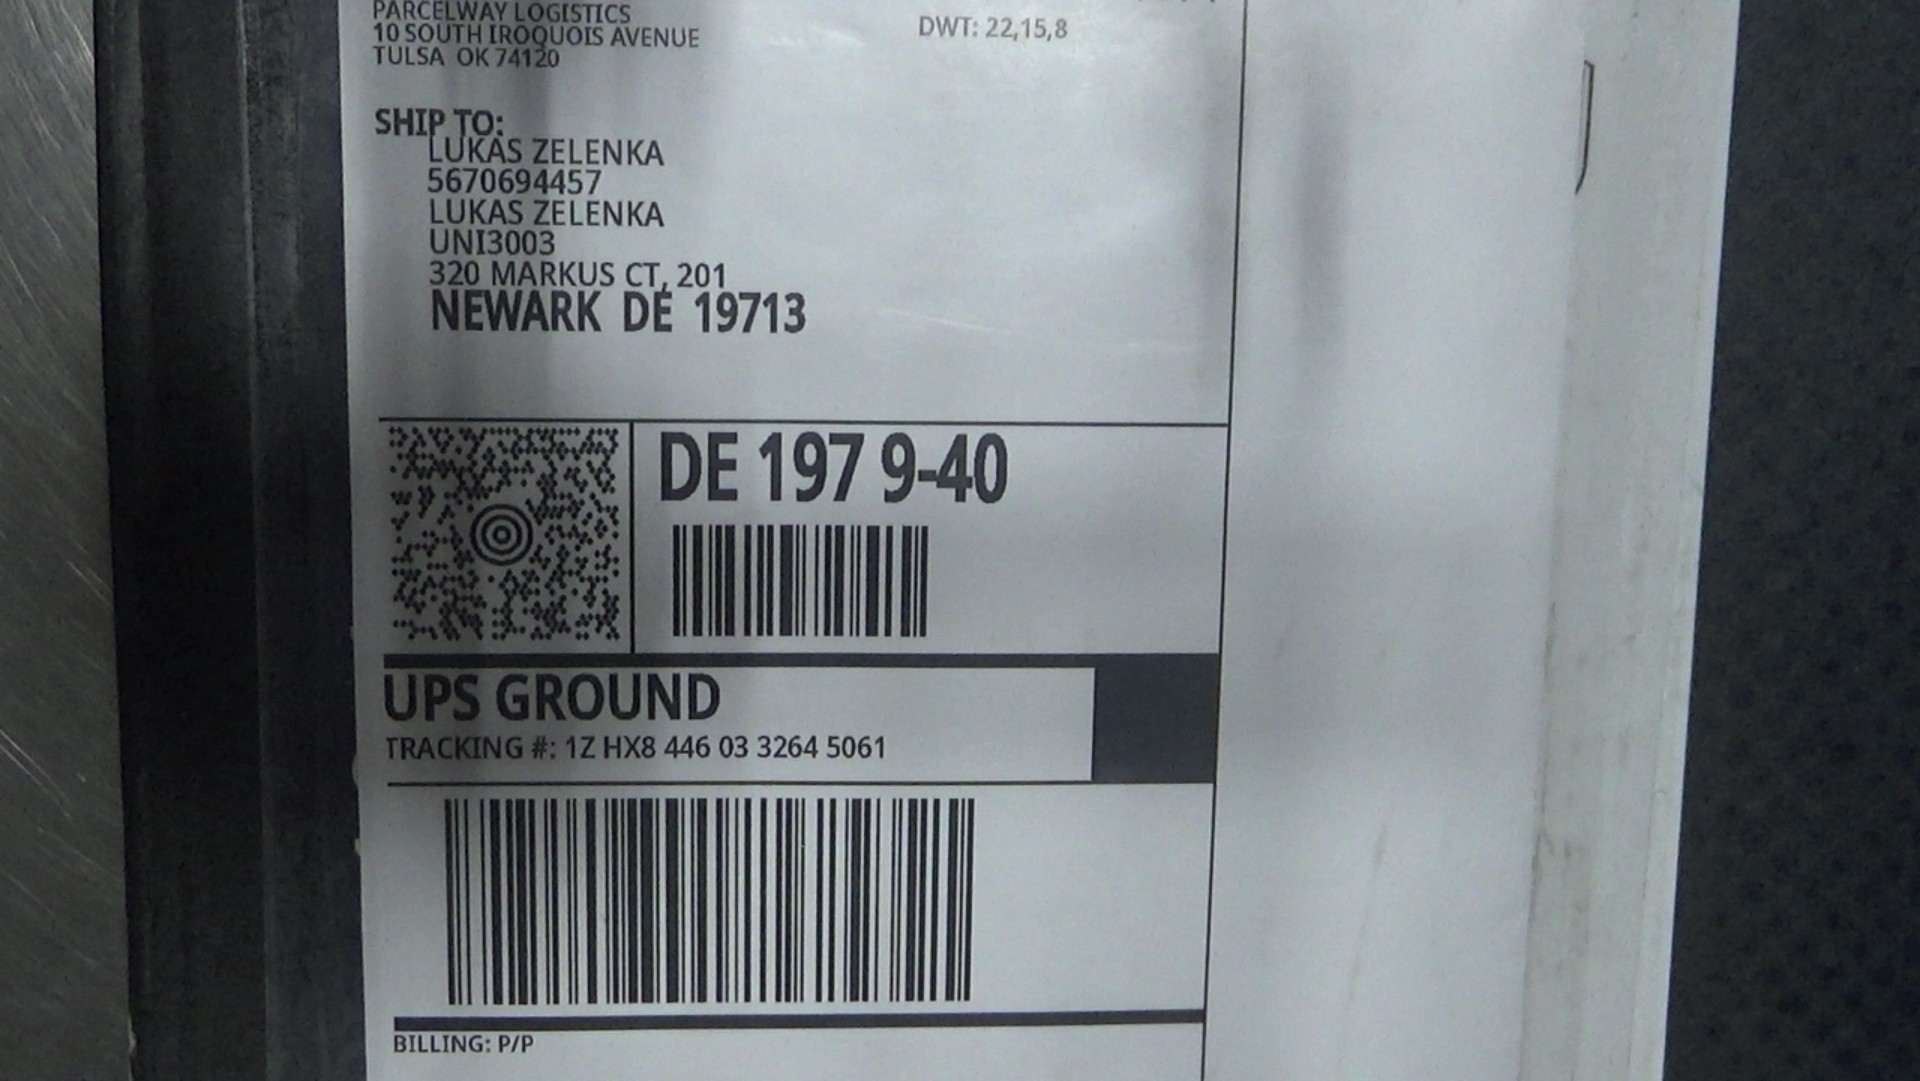 PARCELWAY LOGISTICS
10 SOUTH IROQUOIS AVENUE
TULSA OK 74120
DWT: 22,15,8
SHIP TO:
LUKAS ZELENKA
5670694457
LUKAS ZELENKA
UNI3003
320 MARKUS CT, 201
NEWARK DE 19713
DE 197 9-40
UPS GROUND
TRACKING #: 1Z HX8 446 03 3264 5061
BILLING: P/P